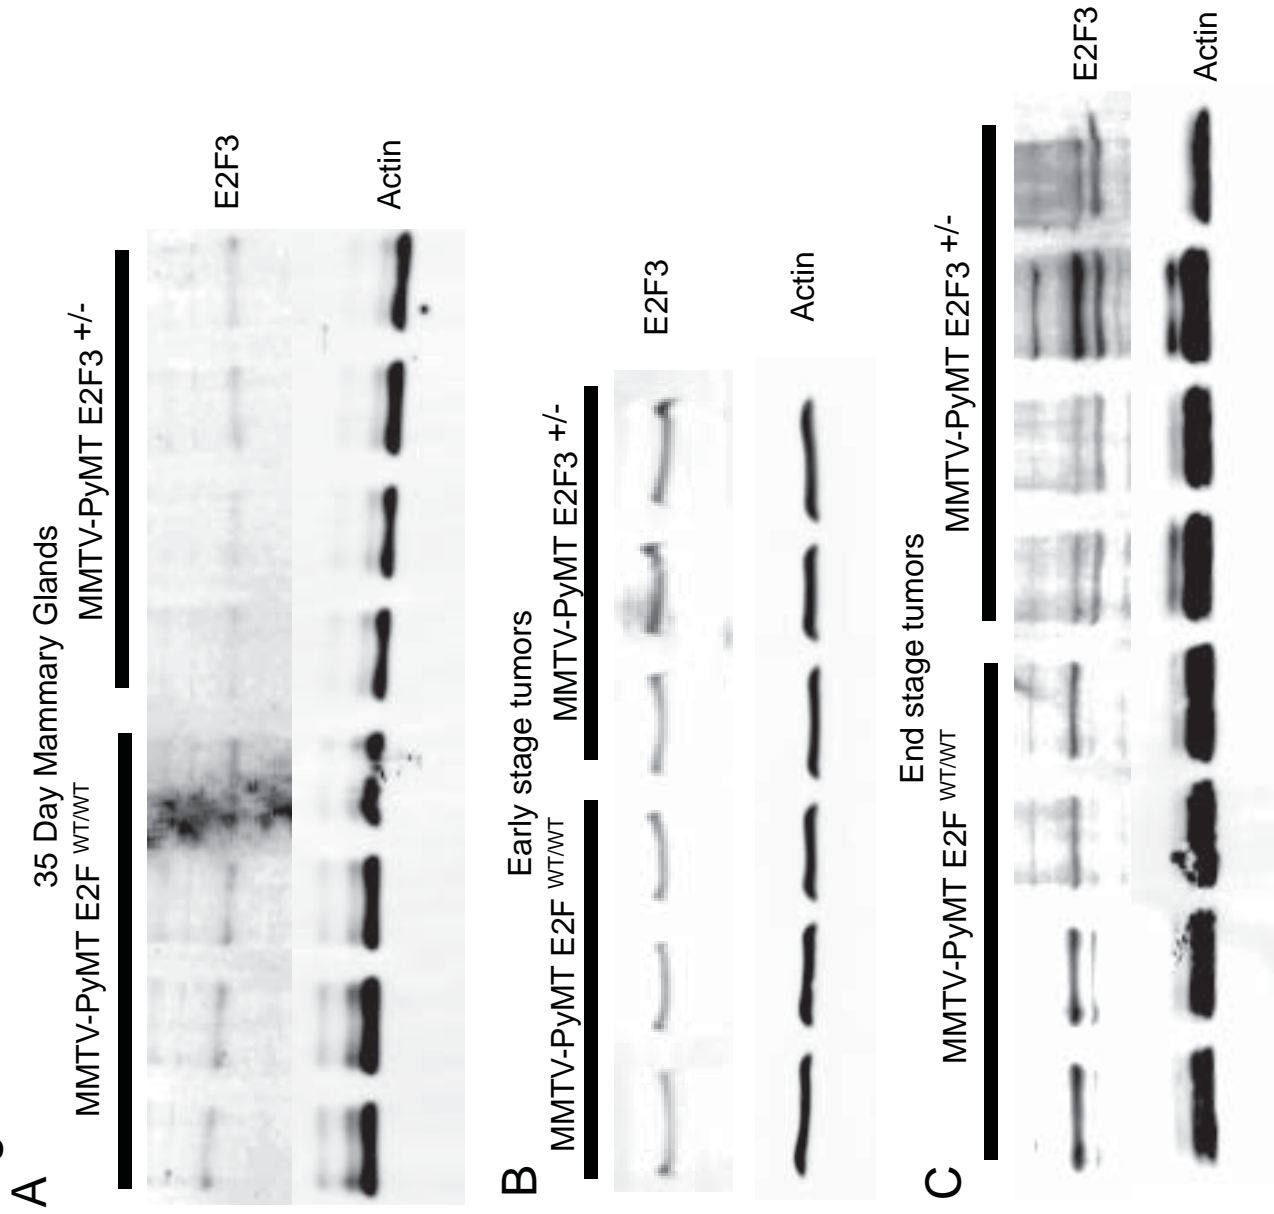 A
35 Day Mammary Glands
MMTV-PyMT E2F WT/WT
MMTV-PyMT E2F3 +/-
E2F3
Actin
B
Early stage tumors
MMTV-PyMT E2F WT/WT
MMTV-PyMT E2F3 +/-
E2F3
Actin
C
End stage tumors
MMTV-PyMT E2F WT/WT
MMTV-PyMT E2F3 +/-
E2F3
Actin